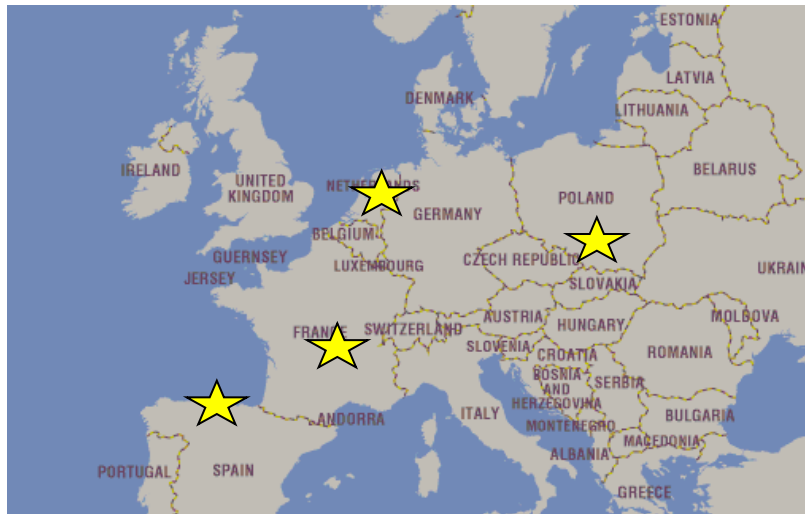 ESTONIA
LATVIA
DENMARK
LITHUANIA
IRELAND
BELARUS
UNITED
KINGDOM
NETHERLANDS
POLAND
GERMANY
BELGIUM
GUERNSEY
CZECH REPUBLIC
LUXEMBOURG
UKRAIN
JERSEY
SLOVAKIA
AUSTRIA
MOLDOVA
FRANCE
SWITZERLAND
HUNGARY
SLOVENIA
CROATIA
ROMANIA
BOSNIA
AND
HERZEGOVINA
SERBIA
ITALY
ANDORRA
BULGARIA
MONTENEGRO
MACEDONIA
ALBANIA
PORTUGAL
SPAIN
GREECE